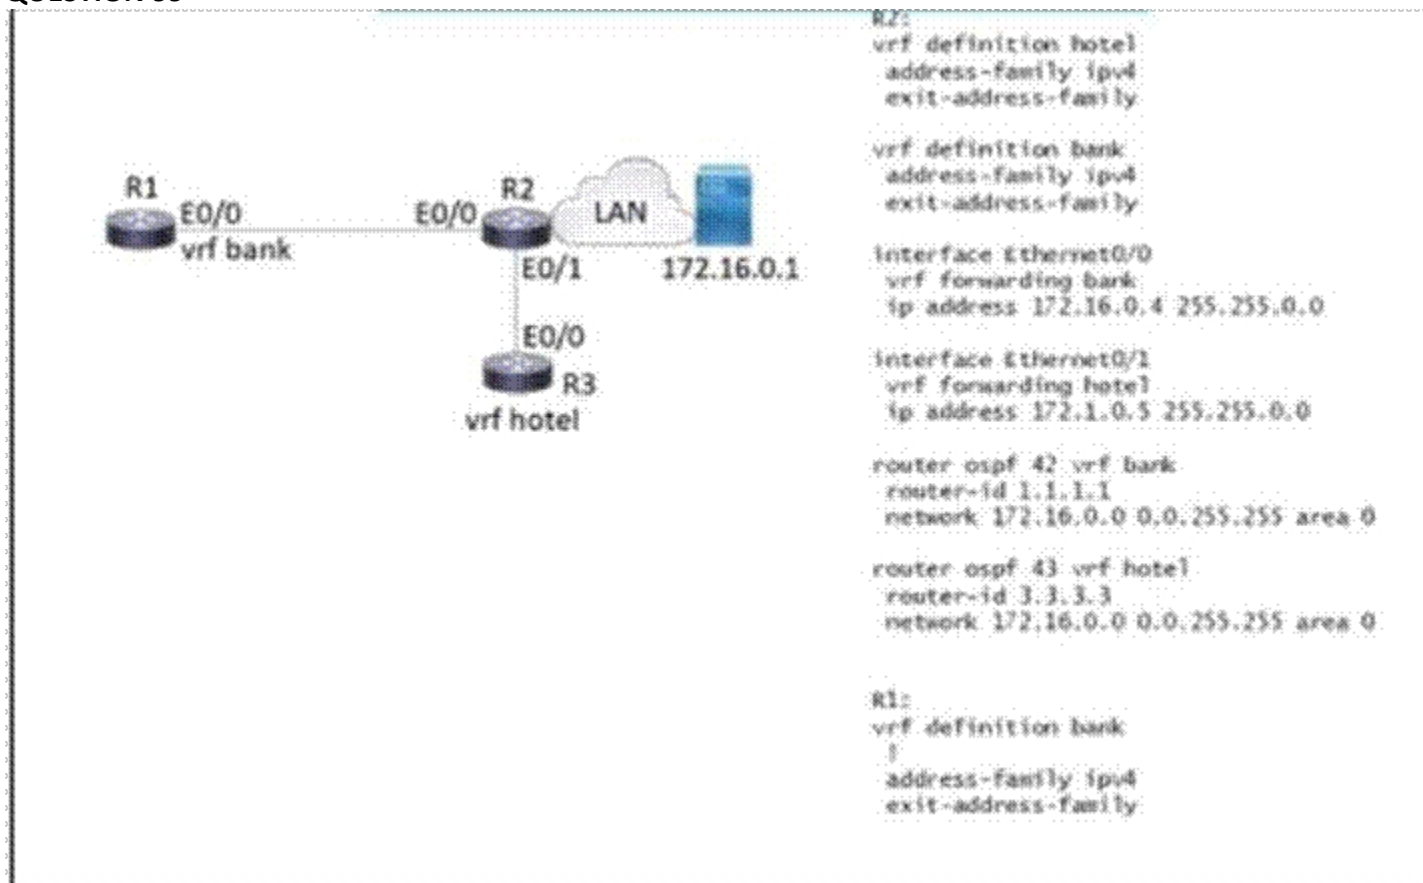 R1
E0/0
vrf bank
E0/0
R2
E0/1
LAN
172.16.0.1
E0/0
R3
vrf hotel
R2:
vrf definition hotel
address-family ipv4
exit-address-family
vrf definition bank
address-family ipv4
exit-address-family
interface Ethernet0/0
vrf forwarding bank
ip address 172.16.0.4 255.255.0.0
interface Ethernet0/1
vrf forwarding hotel
ip address 172.1.0.5 255.255.0.0
router ospf 42 vrf bank
router-id 1.1.1.1
network 172.16.0.0 0.0.255.255 area 0
router ospf 43 vrf hotel
router-id 3.3.3.3
network 172.16.0.0 0.0.255.255 area 0
R1:
vrf definition bank
!
address-family ipv4
exit-address-family